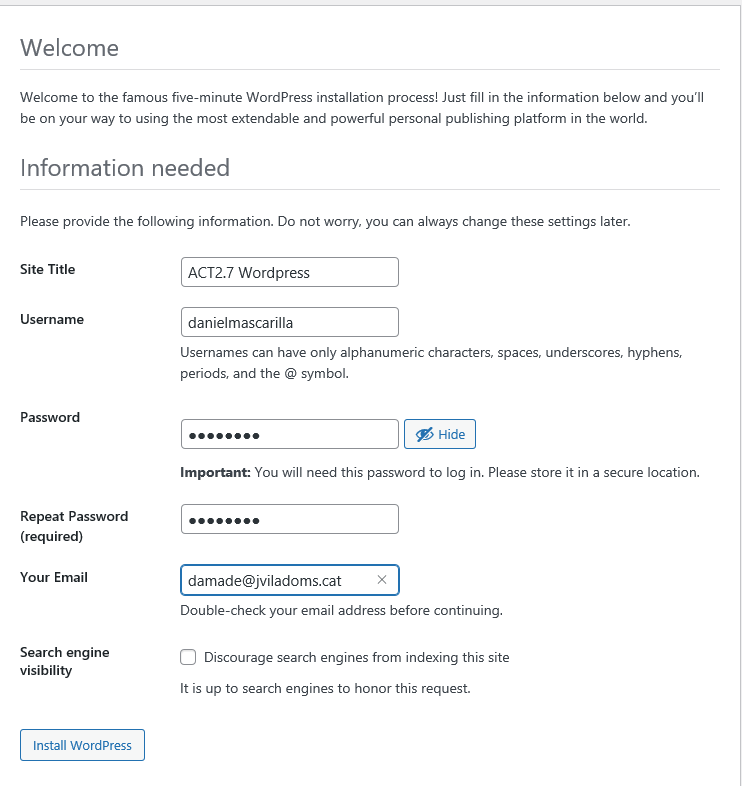 Welcome
Welcome to the famous five-minute WordPress installation process! Just fill in the information below and you’ll
be on your way to using the most extendable and powerful personal publishing platform in the world.
Information needed
Please provide the following information. Do not worry, you can always change these settings later.
Site Title
ACT2.7 Wordpress
Username
danielmascarilla
Usernames can have only alphanumeric characters, spaces, underscores, hyphens,
periods, and the @ symbol.
Password
●●●●●●●●
Hide
Important: You will need this password to log in. Please store it in a secure location.
Repeat Password
(required)
●●●●●●●●
Your Email
damade@jviladoms.cat
Double-check your email address before continuing.
Search engine
visibility
Discourage search engines from indexing this site
It is up to search engines to honor this request.
Install WordPress